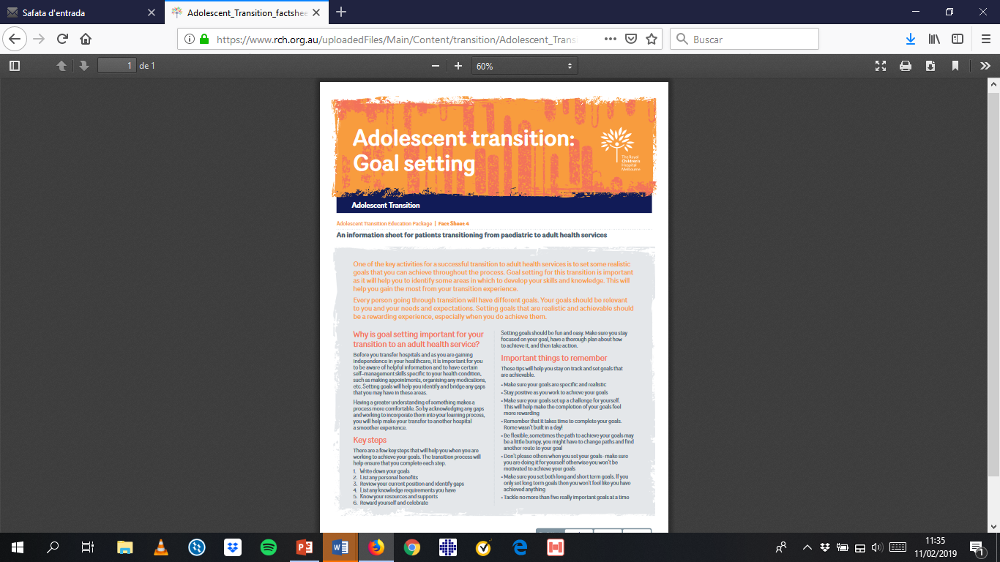 Safata d'entrada
Adolescent_Transition_factshee
https://www.rch.org.au/uploadedFiles/Main/Content/transition/Adolescent_Trans
Buscar
1 de 1
60%
Adolescent transition:
Goal setting
The Royal
Children's
Hospital
Melbourne
Adolescent Transition
Adolescent Transition Education Package | Fact Sheet 4
An information sheet for patients transitioning from paediatric to adult health services
One of the key activities for a successful transition to adult health services is to set some realistic
goals that you can achieve throughout the process. Goal setting for this transition is important
as it will help you to identify some areas in which to develop your skills and knowledge. This will
help you gain the most from your transition experience.
Every person going through transition will have different goals. Your goals should be relevant
to you and your needs and expectations. Setting goals that are realistic and achievable should
be a rewarding experience, especially when you do achieve them.
Why is goal setting important for your
transition to an adult health service?
Before you transfer hospitals and as you are gaining
independence in your healthcare, it is important for you
to be aware of helpful information and to have certain
self-management skills specific to your health condition,
such as making appointments, organising any medications,
etc. Setting goals will help you identify and bridge any gaps
that you may have in these areas.
Having a greater understanding of something makes a
process more comfortable. So by acknowledging any gaps
and working to incorporate them into your learning process,
you will help make your transfer to another hospital
a smoother experience.
Key steps
There are a few key steps that will help you when you are
working to achieve your goals. The transition process will
help ensure that you complete each step.
1. Write down your goals
2. List any personal benefits
3. Review your current position and identify gaps
4. List any knowledge requirements you have
5. Know your resources and supports
6. Reward yourself and celebrate
Setting goals should be fun and easy. Make sure you stay
focused on your goal, have a thorough plan about how
to achieve it, and then take action.
Important things to remember
These tips will help you stay on track and set goals that
are achievable.
• Make sure your goals are specific and realistic
• Stay positive as you work to achieve your goals
• Make sure your goals set up a challenge for yourself.
This will help make the completion of your goals feel
more rewarding
• Remember that it takes time to complete your goals.
Rome wasn't built in a day!
• Be flexible; sometimes the path to achieve your goals may
be a little bumpy, you might have to change paths and find
another route to your goal
• Don't please others when you set your goals- make sure
you are doing it for yourself otherwise you won't be
motivated to achieve your goals
• Make sure you set both long and short term goals. If you
only set long term goals then you won't feel like you have
achieved anything
• Tackle no more than five really important goals at a time
11:35
11/02/2019
1